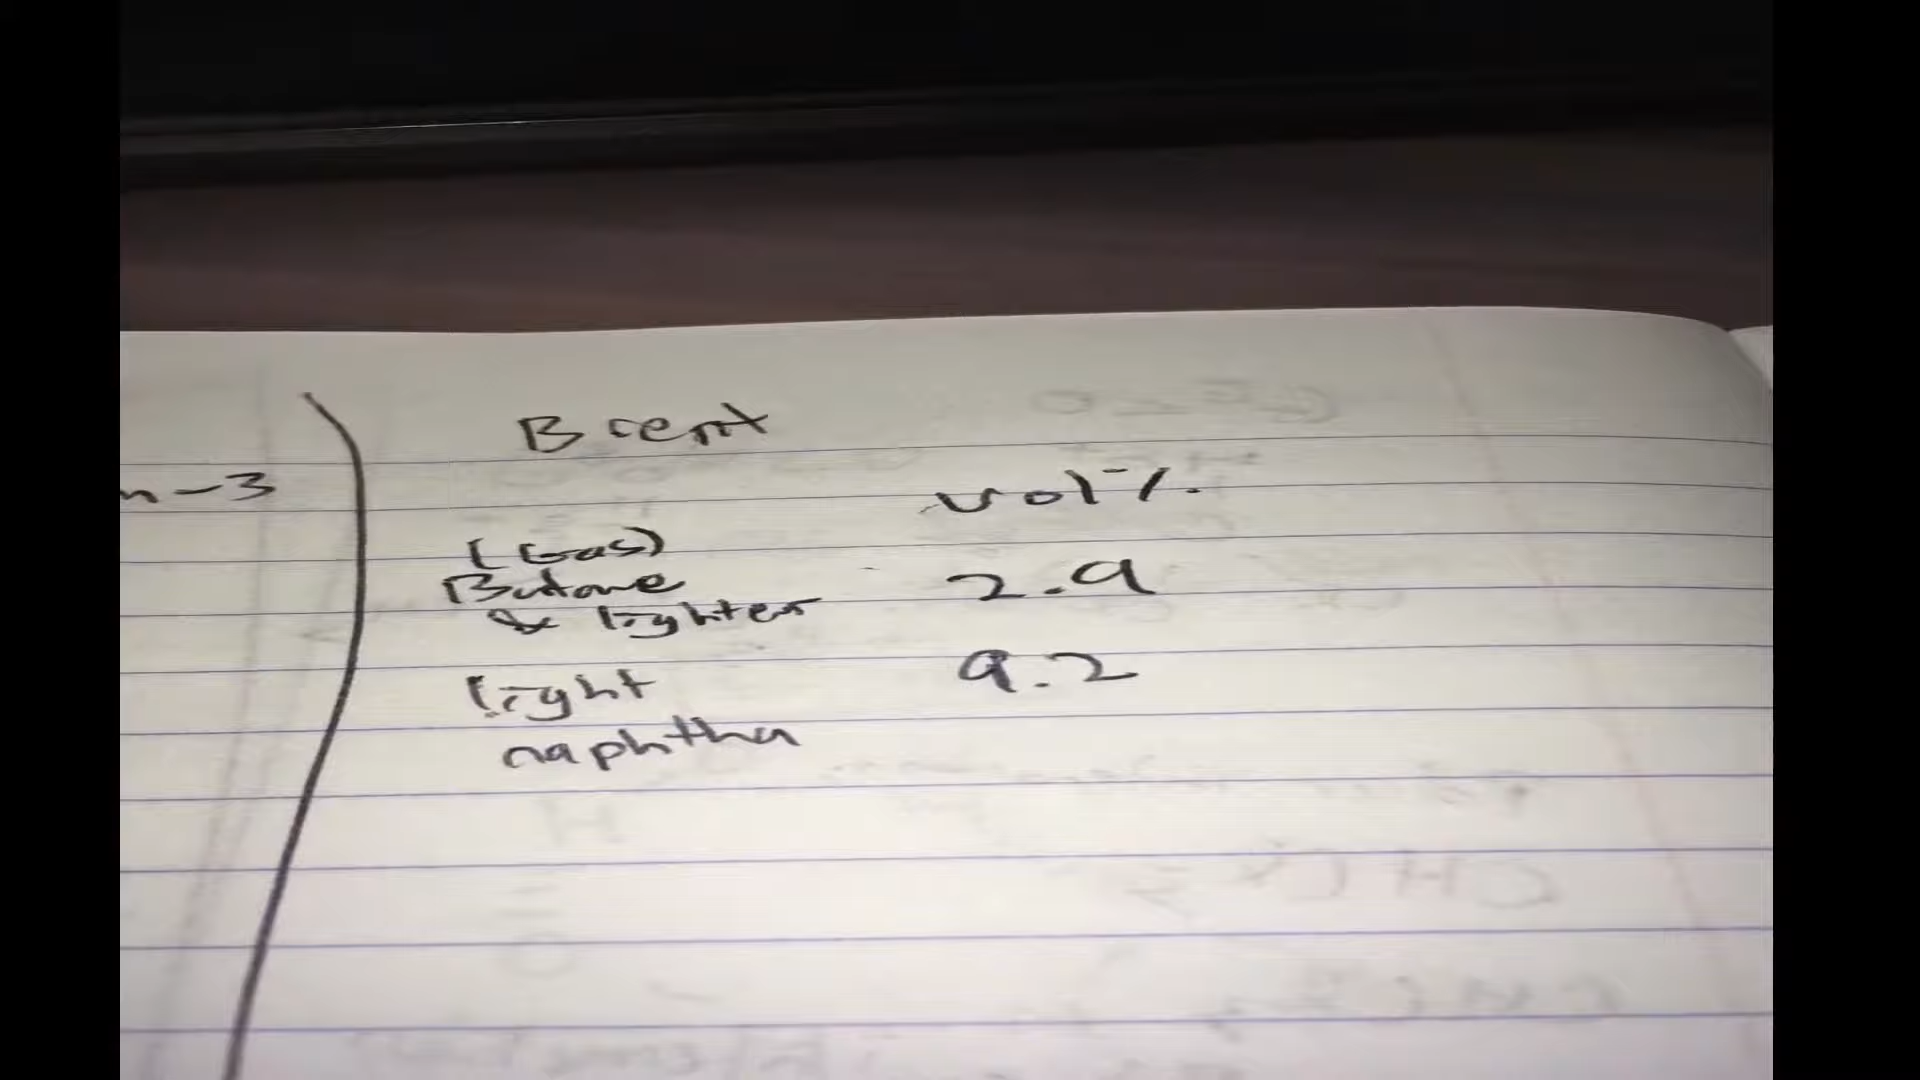 Brent
n-3
vol%.
(Gas)
Butane 2.9
& lighter
light 9.2
naphtha